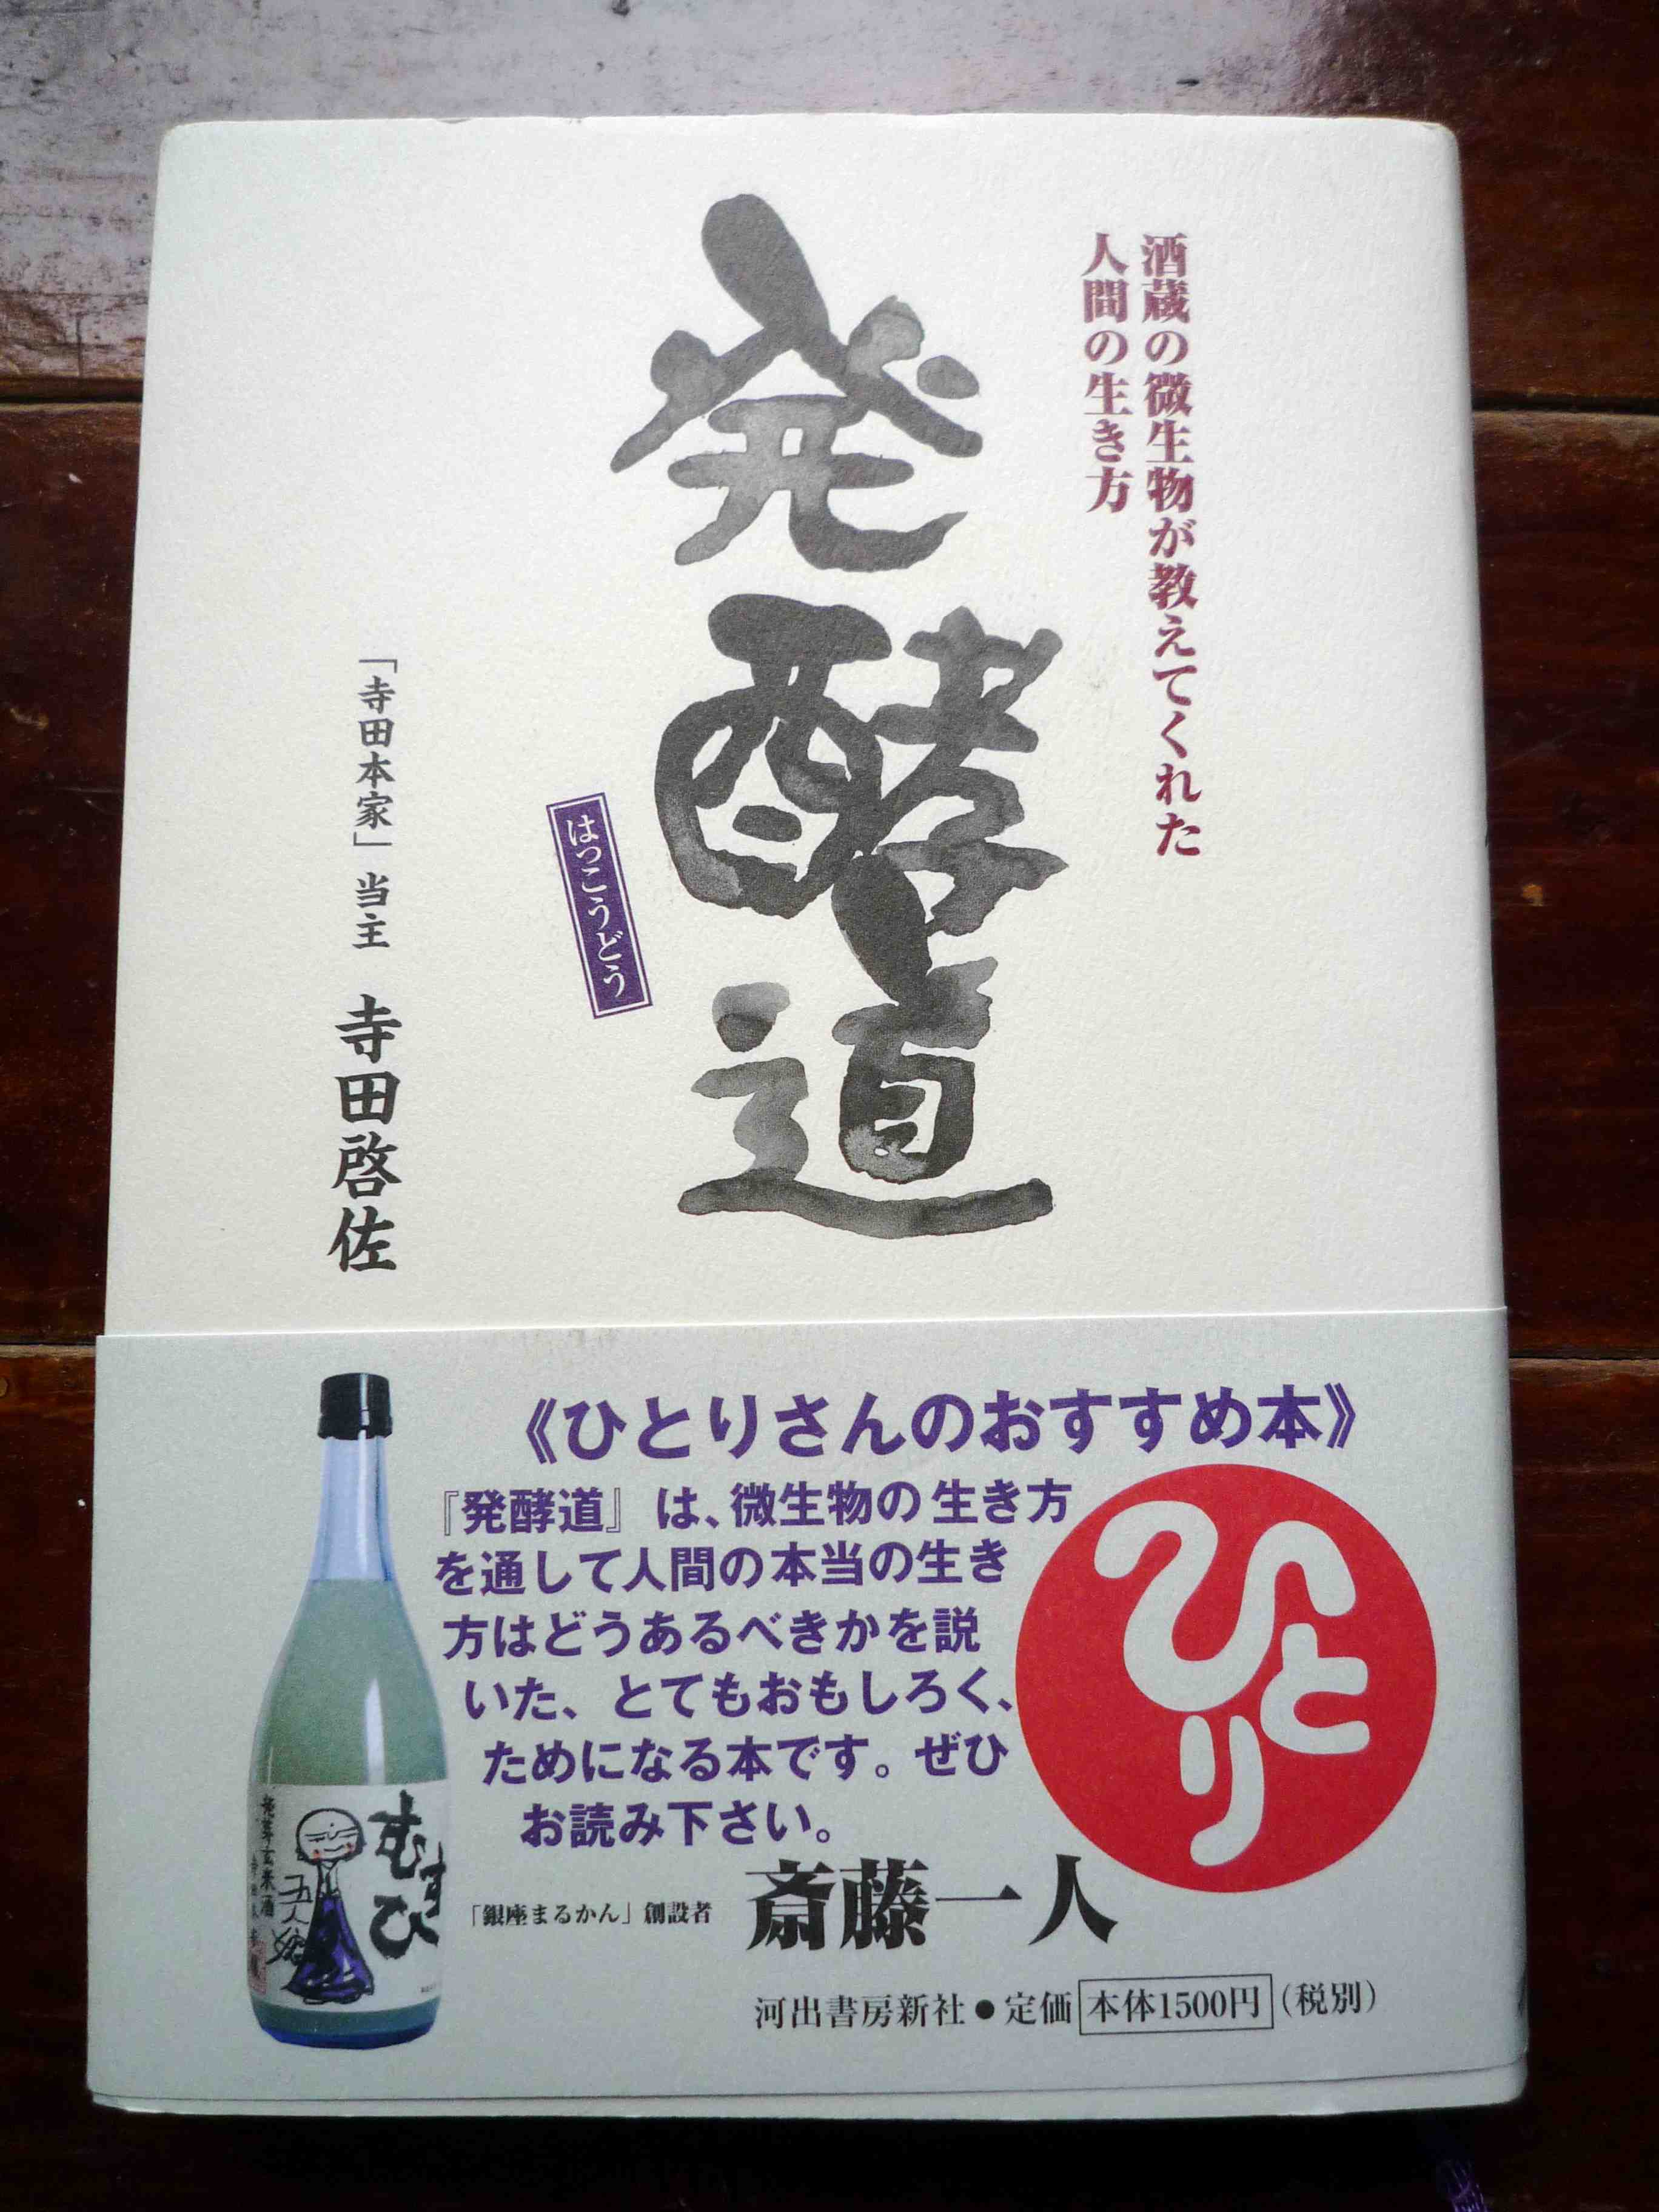 酒蔵の微生物が教えてくれた
人間の生き方
発酵道
はっこうどう
「寺田本家」当主 寺田啓佐
《ひとりさんのおすすめ本》
『発酵道』は、微生物の生き方
を通して人間の本当の生き
方はどうあるべきかを説
いた、とてもおもしろく、
ためになる本です。ぜひ
お読み下さい。
「銀座まるかん」創設者 斎藤一人
ひとり
むすひ
発芽玄米酒
河出書房新社●定価本体1500円(税別)